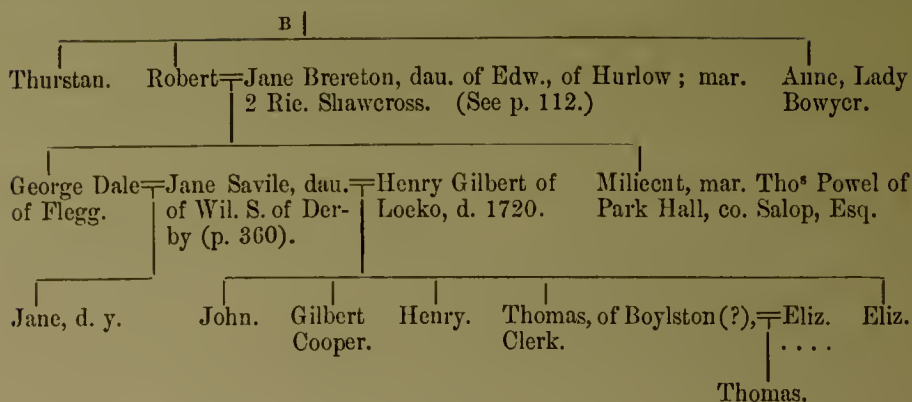 B
Thurstan.
Robert
Jane Brereton, dau. of Edw., of Hurlow ; mar.
2 Ric. Shawcross. (See p. 112.)
Anne, Lady
Bowyer.
George Dale
of Flegg.
Jane Savile, dau.
of Wil. S. of Der-
by (p. 360).
Henry Gilbert of
Locko, d. 1720.
Milicent, mar. Thoˢ Powel of
Park Hall, co. Salop, Esq.
Jane, d. y.
John.
Gilbert
Cooper.
Henry.
Thomas, of Boylston (?),
Clerk.
Eliz.
. . . .
Eliz.
Thomas.